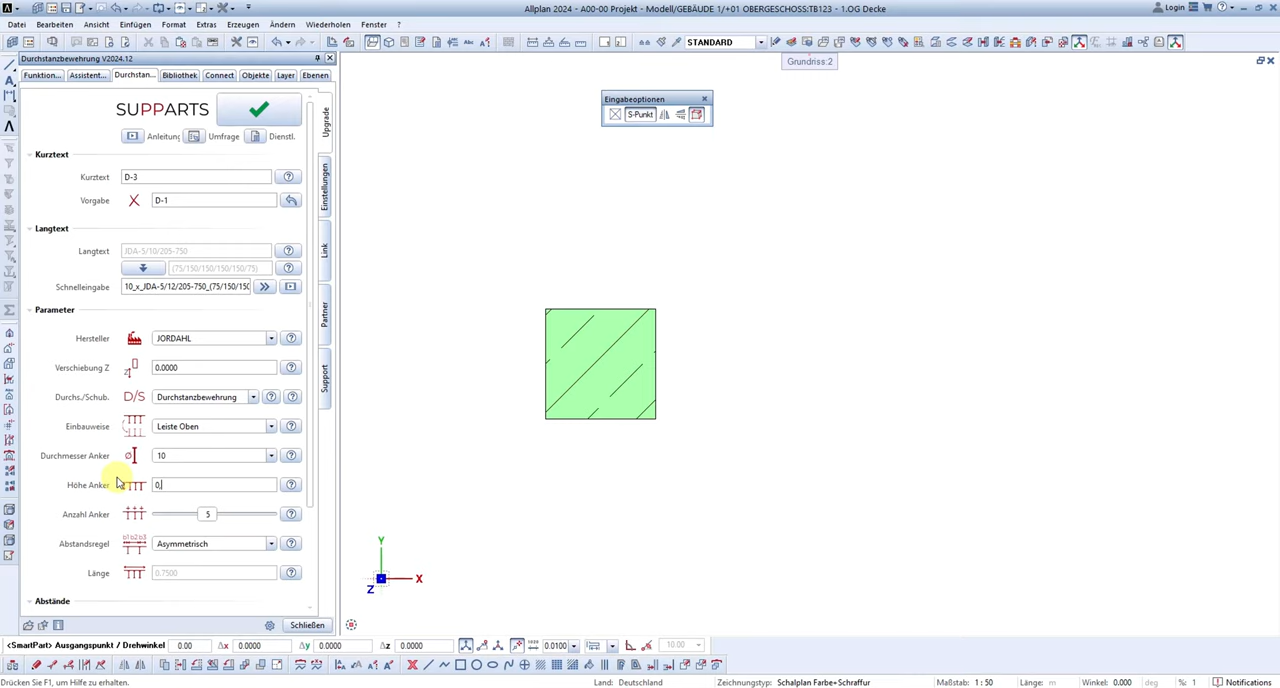 Allplan 2024 - A00-00 Projekt - Modell/GEBÄUDE 1/+01 OBERGESCHOSS:TB123 - 1.OG Decke
Login
Datei Bearbeiten Ansicht Einfügen Format Extras Erzeugen Ändern Wiederholen Fenster ?
STANDARD
Durchstanzbewehrung V2024.12
Grundriss:2
Funktion... Assistent... Durchstan... Bibliothek Connect Objekte Layer Ebenen
Eingabeoptionen
S-Punkt
SUPPARTS
Upgrade
Anleitung Umfrage Dienstl.
Kurztext
Kurztext D-3
Vorgabe D-1
Einstellungen
Langtext
Langtext JDA-5/10/205-750
(75/150/150/150/150/75)
Link
Schnelleingabe 10_x_JDA-5/12/205-750_(75/150/150
Parameter
Partner
Hersteller JORDAHL
Verschiebung Z 0.0000
Support
Durchs./Schub. D/S Durchstanzbewehrung
Einbauweise Leiste Oben
Durchmesser Anker 10
Höhe Anker 0,
Anzahl Anker 5
Abstandsregel b1b2b3 Asymmetrisch
Länge 0.7500
Abstände
Y
X
Z
Schließen
<SmartPart> Ausgangspunkt / Drehwinkel 0.00 Δx 0.0000 Δy 0.0000 Δz 0.0000 0.0100 10.00
Drücken Sie F1, um Hilfe zu erhalten. Land: Deutschland Zeichnungstyp: Schalplan Farbe+Schraffur Maßstab: 1 : 50 Länge: m Winkel: 0.000 deg %: 1 Notifications